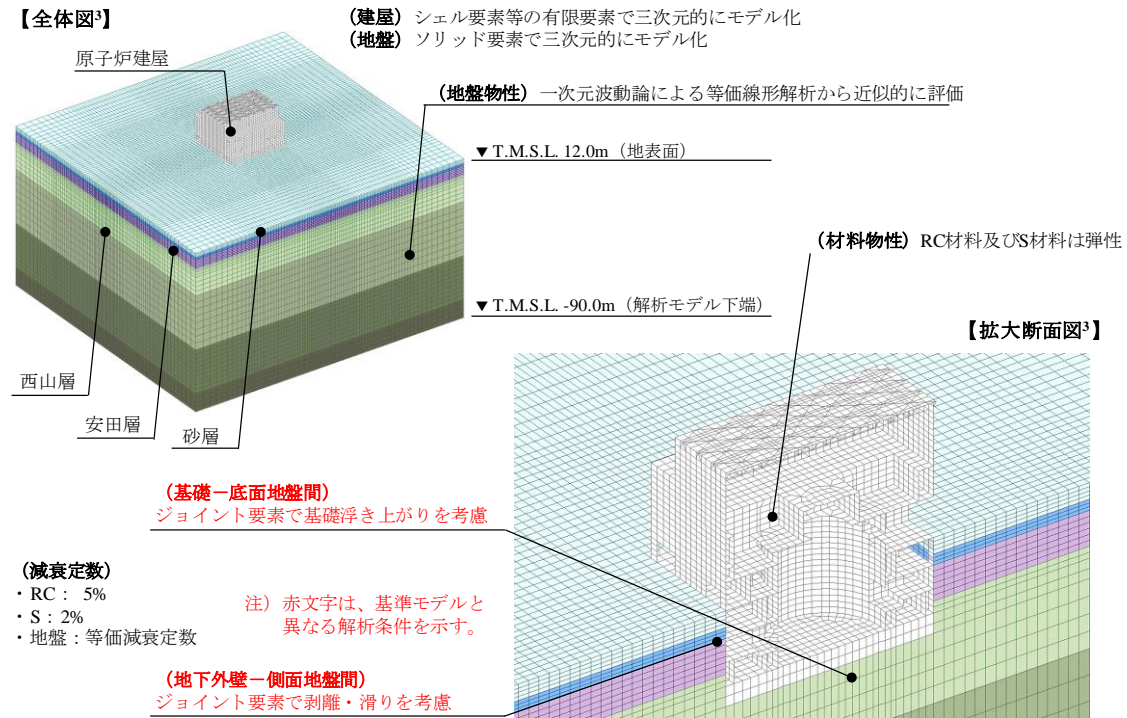 【全体図³】
(建屋) シェル要素等の有限要素で三次元的にモデル化
(地盤) ソリッド要素で三次元的にモデル化
原子炉建屋
(地盤物性) 一次元波動論による等価線形解析から近似的に評価
▼T.M.S.L. 12.0m（地表面）
(材料物性) RC材料及びS材料は弾性
▼T.M.S.L. -90.0m（解析モデル下端）
【拡大断面図³】
西山層
安田層
砂層
(基礎－底面地盤間)
ジョイント要素で基礎浮き上がりを考慮
(減衰定数)
・RC： 5%
・S：2%
・地盤：等価減衰定数
注）赤文字は、基準モデルと
異なる解析条件を示す。
(地下外壁－側面地盤間)
ジョイント要素で剥離・滑りを考慮